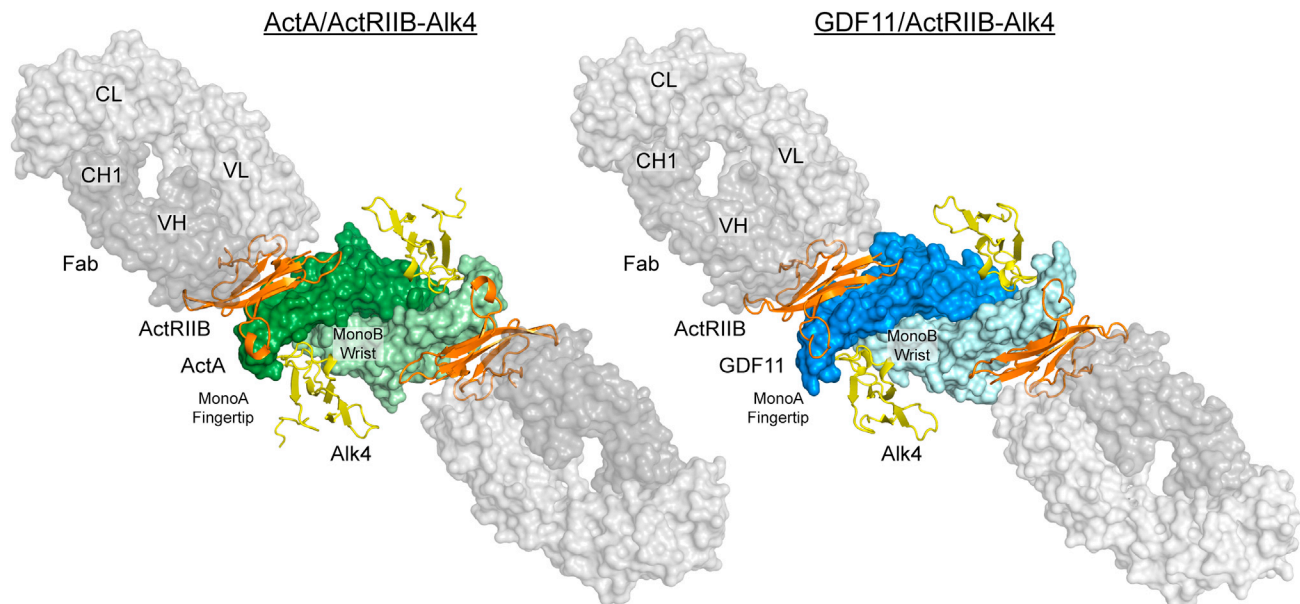 ActA/ActRIIB-Alk4
CL
CH1
VL
VH
Fab
ActRIIB
ActA
MonoA
Fingertip
MonoB
Wrist
Alk4
GDF11/ActRIIB-Alk4
CL
CH1
VL
VH
Fab
ActRIIB
GDF11
MonoA
Fingertip
MonoB
Wrist
Alk4